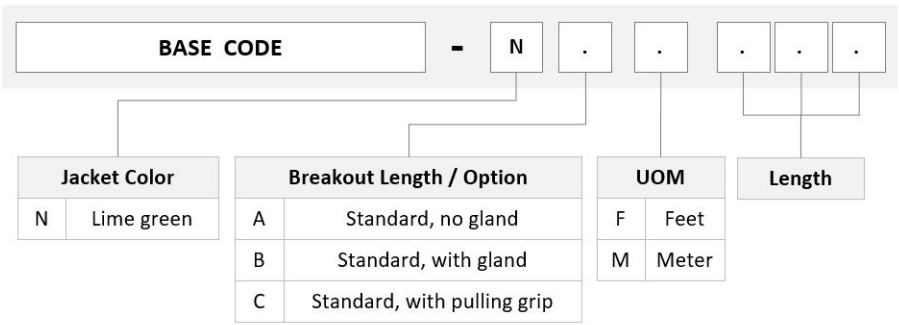 BASE CODE - N . . . . .
Jacket Color
N Lime green
Breakout Length / Option
A Standard, no gland
B Standard, with gland
C Standard, with pulling grip
UOM
F Feet
M Meter
Length